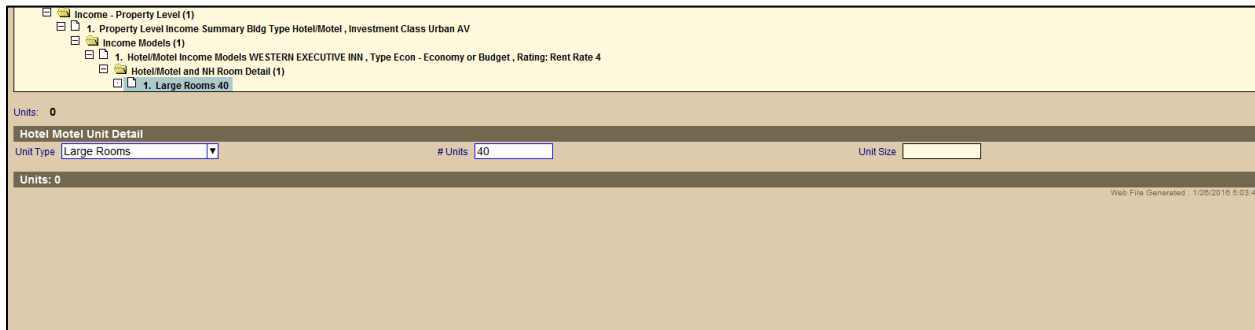 Income - Property Level (1)
1. Property Level Income Summary Bldg Type Hotel/Motel , Investment Class Urban AV
Income Models (1)
1. Hotel/Motel Income Models WESTERN EXECUTIVE INN , Type Econ - Economy or Budget , Rating: Rent Rate 4
Hotel/Motel and NH Room Detail (1)
1. Large Rooms 40
Units: 0
Hotel Motel Unit Detail
Unit Type Large Rooms # Units 40 Unit Size
Units: 0
Web File Generated : 1/26/2016 5:03:4